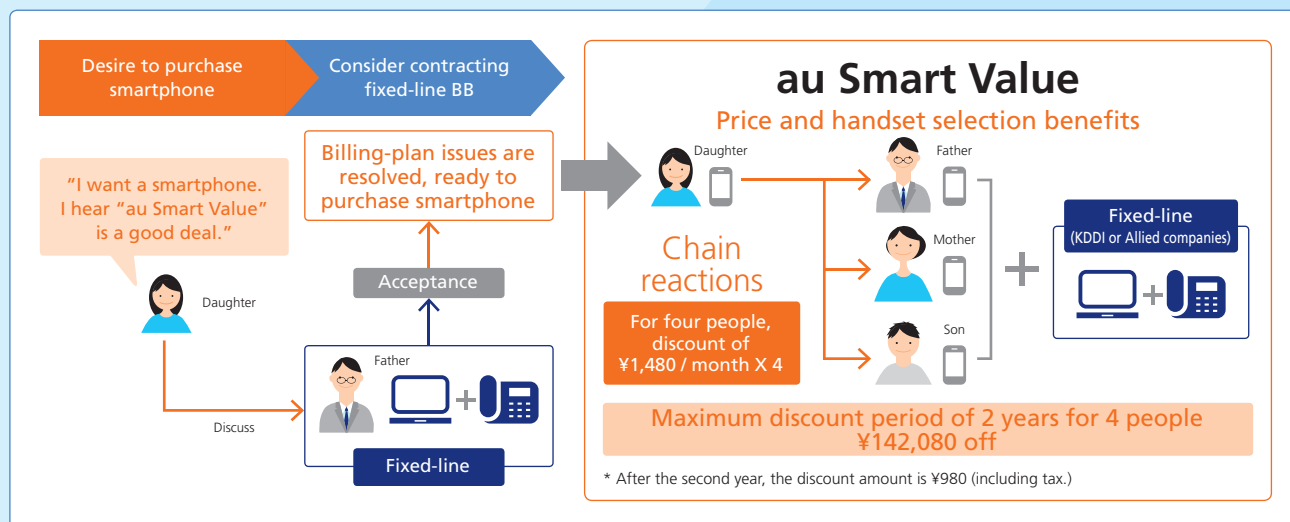 Desire to purchase
smartphone
Consider contracting
fixed-line BB
"I want a smartphone.
I hear "au Smart Value"
is a good deal."
Daughter
Discuss
Billing-plan issues are
resolved, ready to
purchase smartphone
Acceptance
Father
Fixed-line
au Smart Value
Price and handset selection benefits
Daughter
Father
Mother
Son
Chain
reactions
For four people,
discount of
¥1,480 / month X 4
Fixed-line
(KDDI or Allied companies)
Maximum discount period of 2 years for 4 people
¥142,080 off
* After the second year, the discount amount is ¥980 (including tax.)